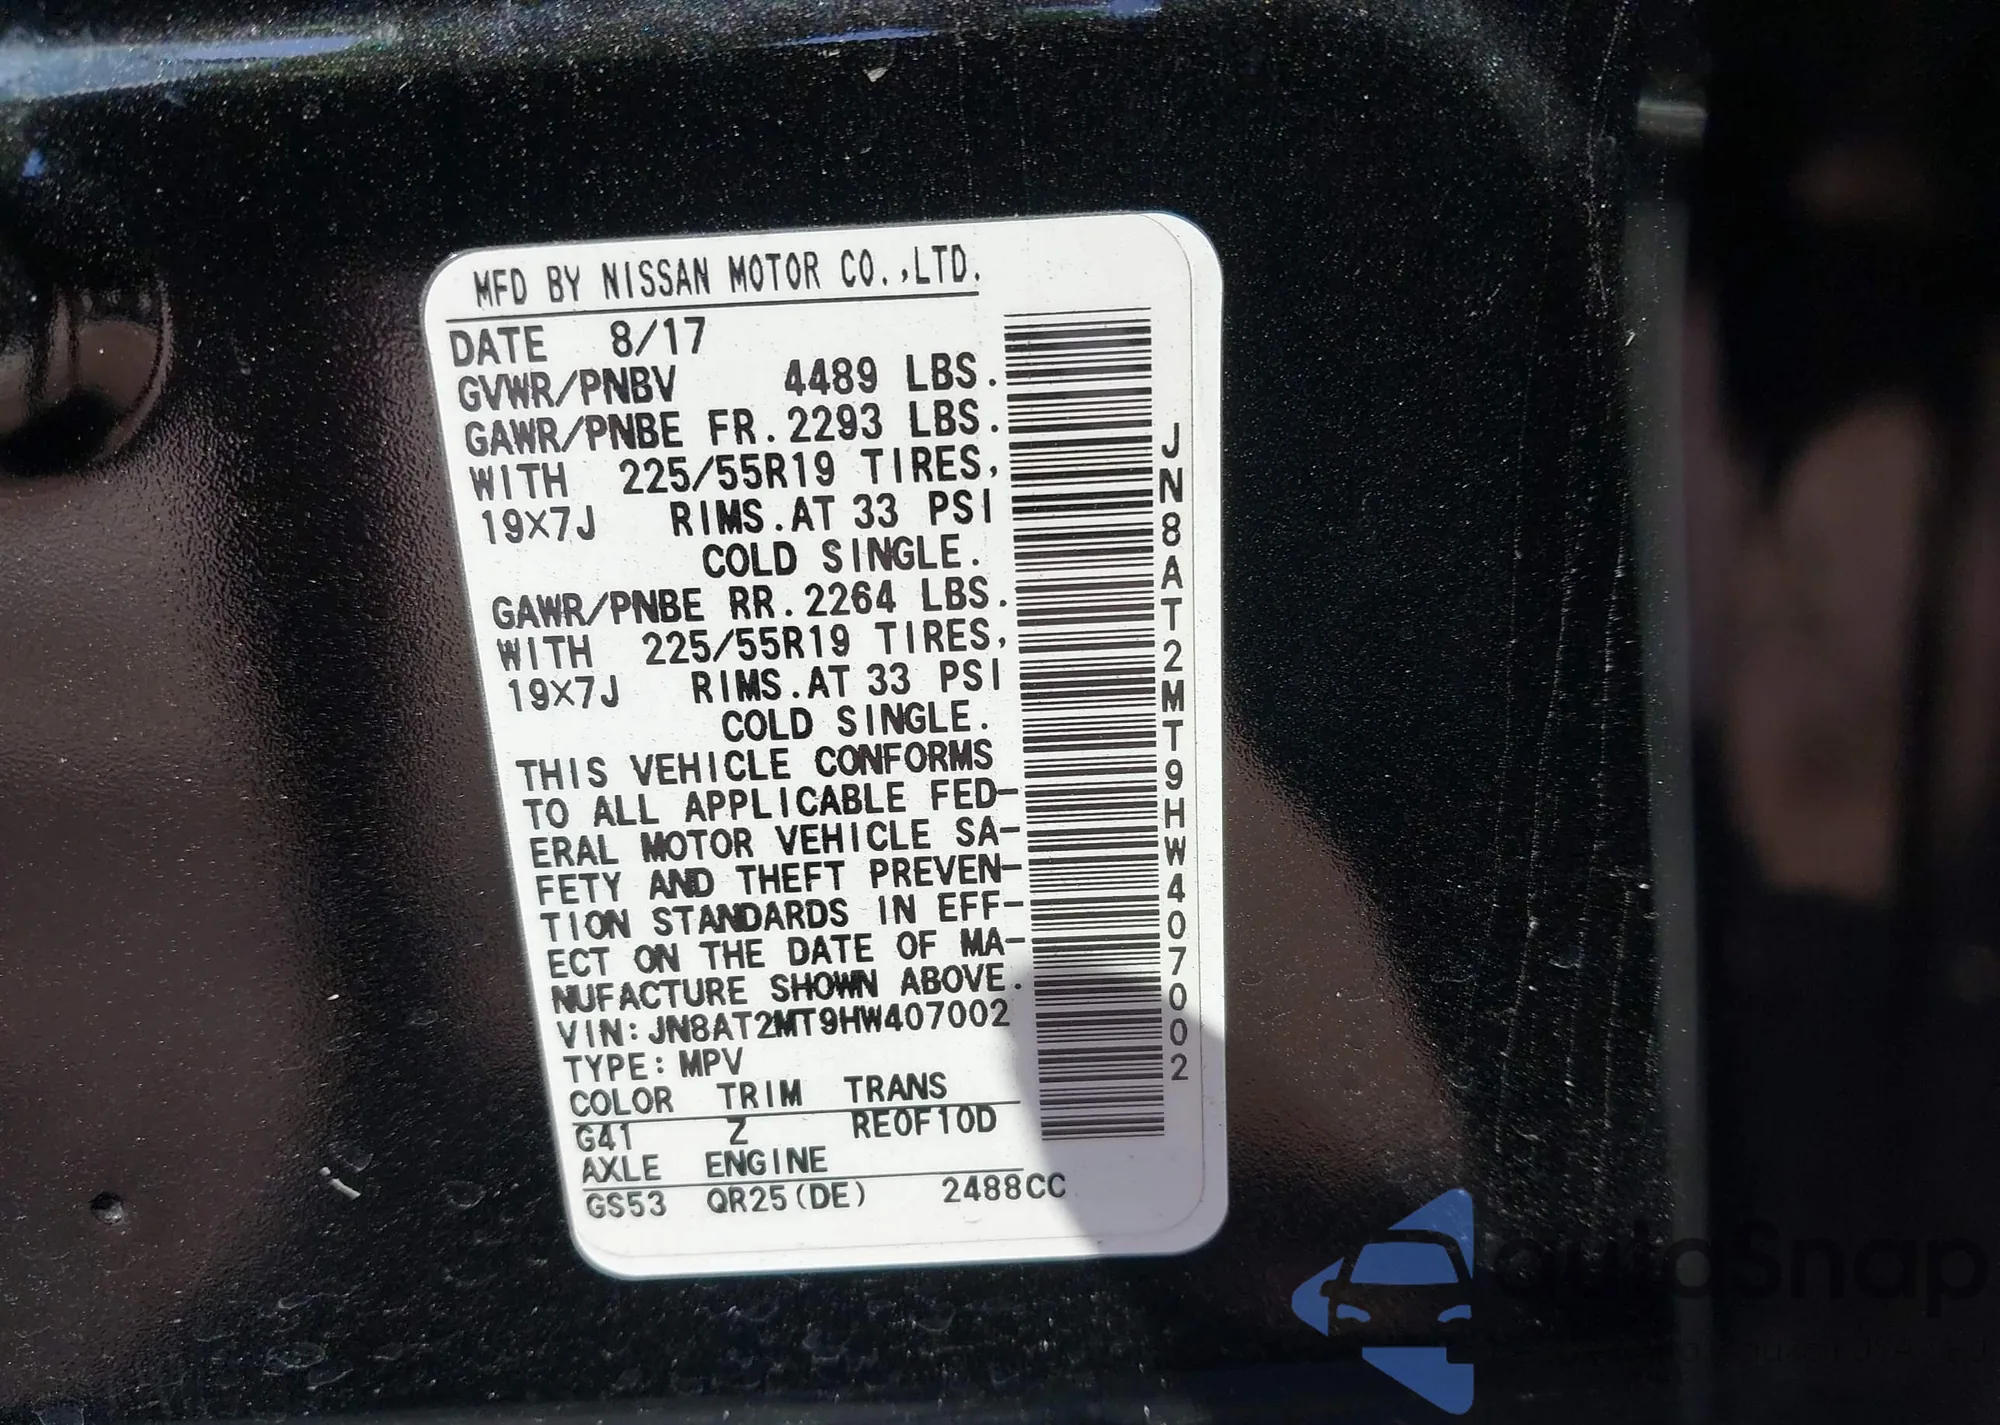 MFD BY NISSAN MOTOR CO.,LTD.
DATE 8/17
GVWR/PNBV 4489 LBS.
GAWR/PNBE FR.2293 LBS.
WITH 225/55R19 TIRES,
19X7J RIMS.AT 33 PSI
COLD SINGLE.
GAWR/PNBE RR.2264 LBS.
WITH 225/55R19 TIRES,
19X7J RIMS.AT 33 PSI
COLD SINGLE.
THIS VEHICLE CONFORMS
TO ALL APPLICABLE FED-
ERAL MOTOR VEHICLE SA-
FETY AND THEFT PREVEN-
TION STANDARDS IN EFF-
ECT ON THE DATE OF MA-
NUFACTURE SHOWN ABOVE.
VIN:JN8AT2MT9HW407002
TYPE:MPV
COLOR TRIM TRANS
G41 Z RE0F10D
AXLE ENGINE
GS53 QR25(DE) 2488CC
JN8AT2MT9HW407002
autoSnap